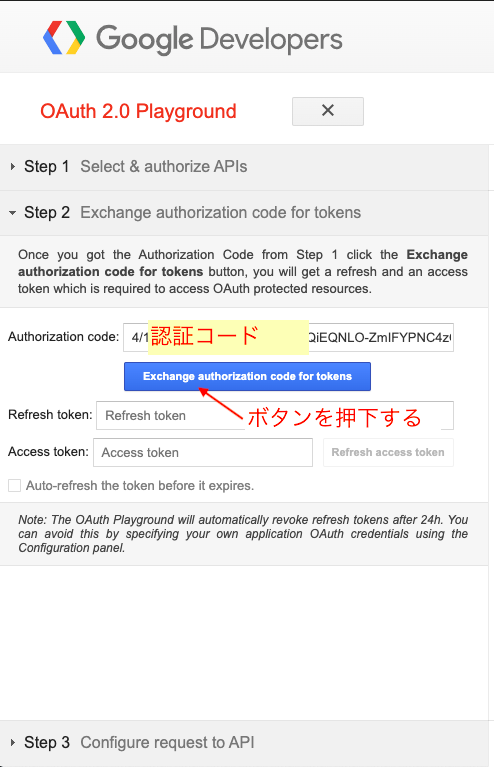 Google Developers
OAuth 2.0 Playground
Step 1 Select & authorize APIs
Step 2 Exchange authorization code for tokens
Once you got the Authorization Code from Step 1 click the Exchange
authorization code for tokens button, you will get a refresh and an access
token which is required to access OAuth protected resources.
Authorization code: 4/1 認証コード QiEQNLO-ZmIFYPNC4z
Exchange authorization code for tokens
ボタンを押下する
Refresh token: Refresh token
Access token: Access token Refresh access token
Auto-refresh the token before it expires.
Note: The OAuth Playground will automatically revoke refresh tokens after 24h. You
can avoid this by specifying your own application OAuth credentials using the
Configuration panel.
Step 3 Configure request to API